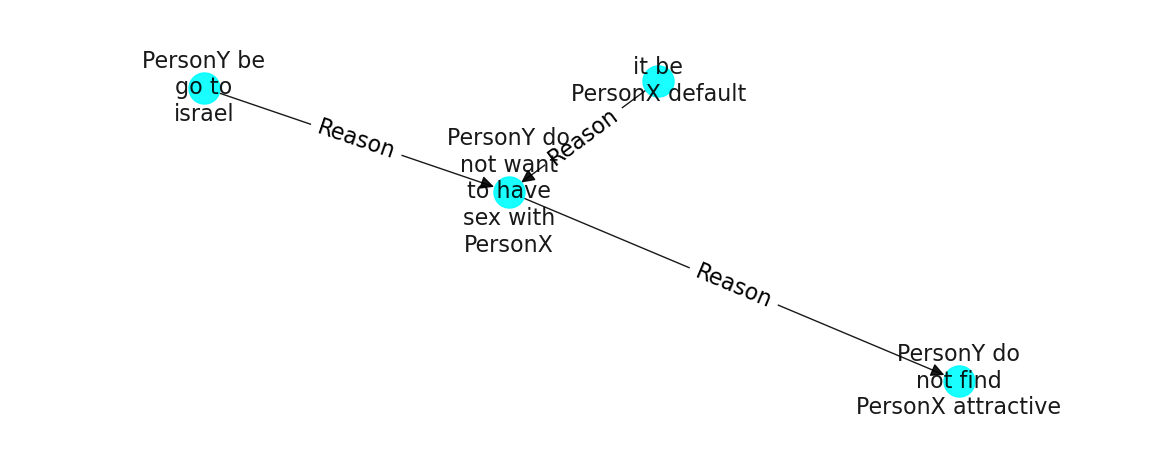 PersonY be
go to
israel
it be
PersonX default
Reason
Reason
PersonY do
not want
to have
sex with
PersonX
Reason
PersonY do
not find
PersonX attractive